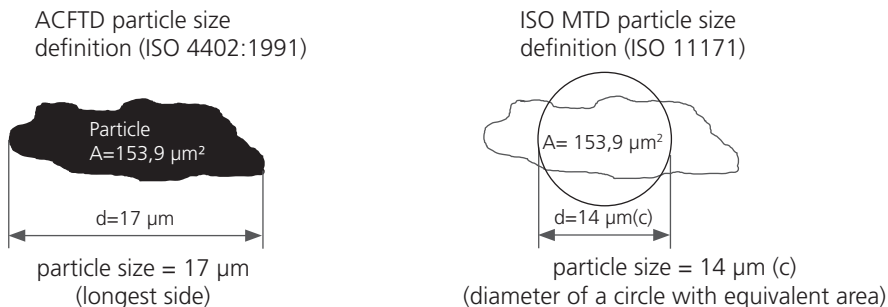 ACFTD particle size
definition (ISO 4402:1991)
Particle
A=153,9 µm²
d=17 µm
particle size = 17 µm
(longest side)
ISO MTD particle size
definition (ISO 11171)
A= 153,9 µm²
d=14 µm(c)
particle size = 14 µm (c)
(diameter of a circle with equivalent area)